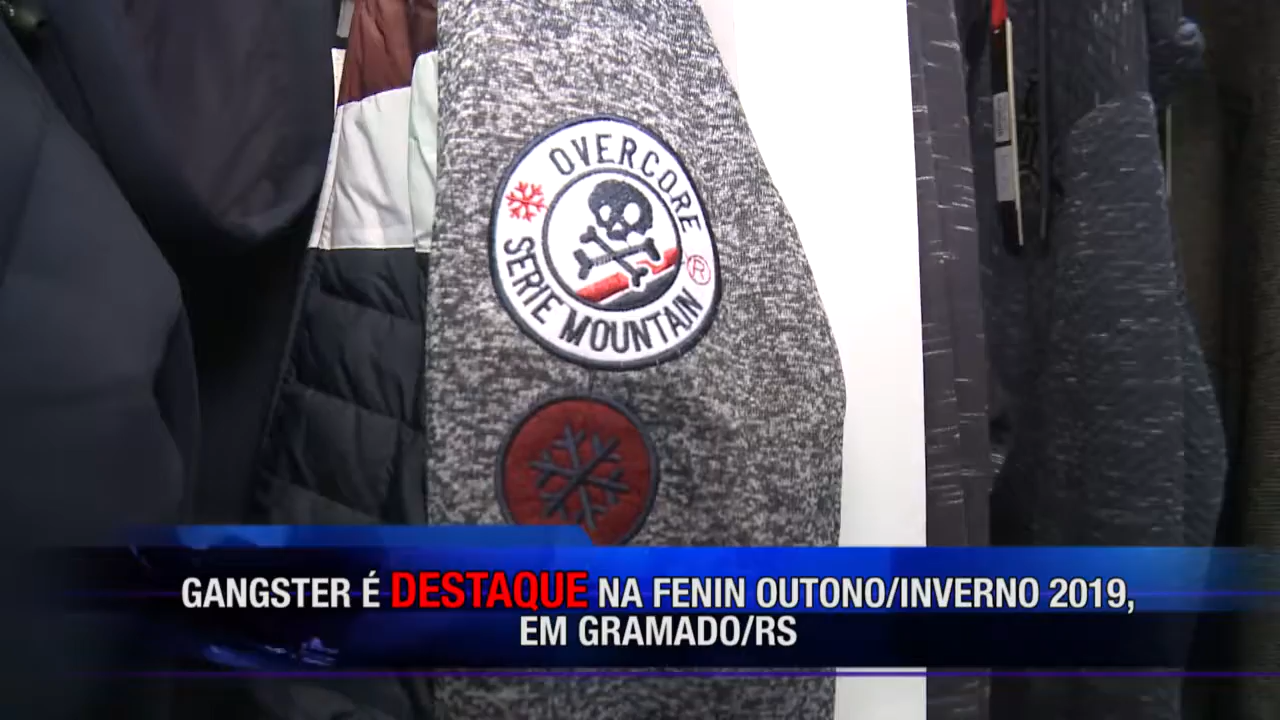 OVERCORE
®
SERIE MOUNTAIN
GANGSTER É DESTAQUE NA FENIN OUTONO/INVERNO 2019,
EM GRAMADO/RS